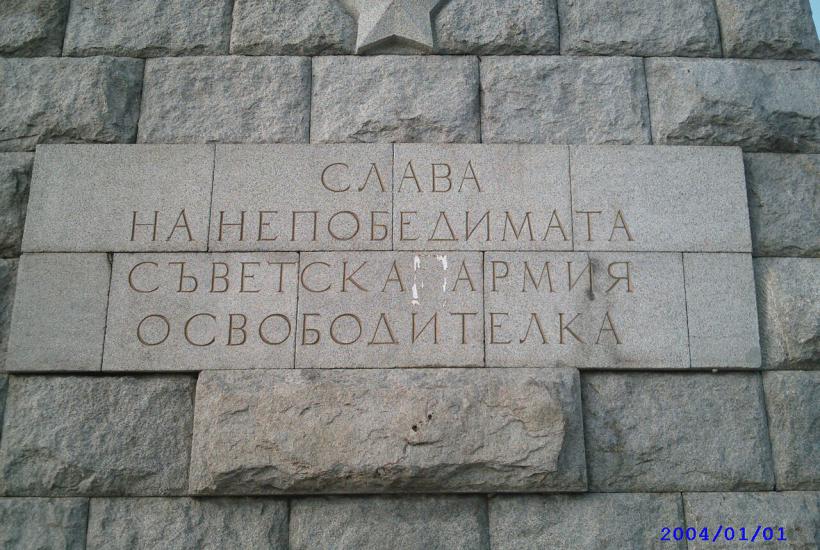 СЛАВА
НА НЕПОБЕДИМАТА
СЪВЕТСКА АРМИЯ
ОСВОБОДИТЕЛКА
2004/01/01